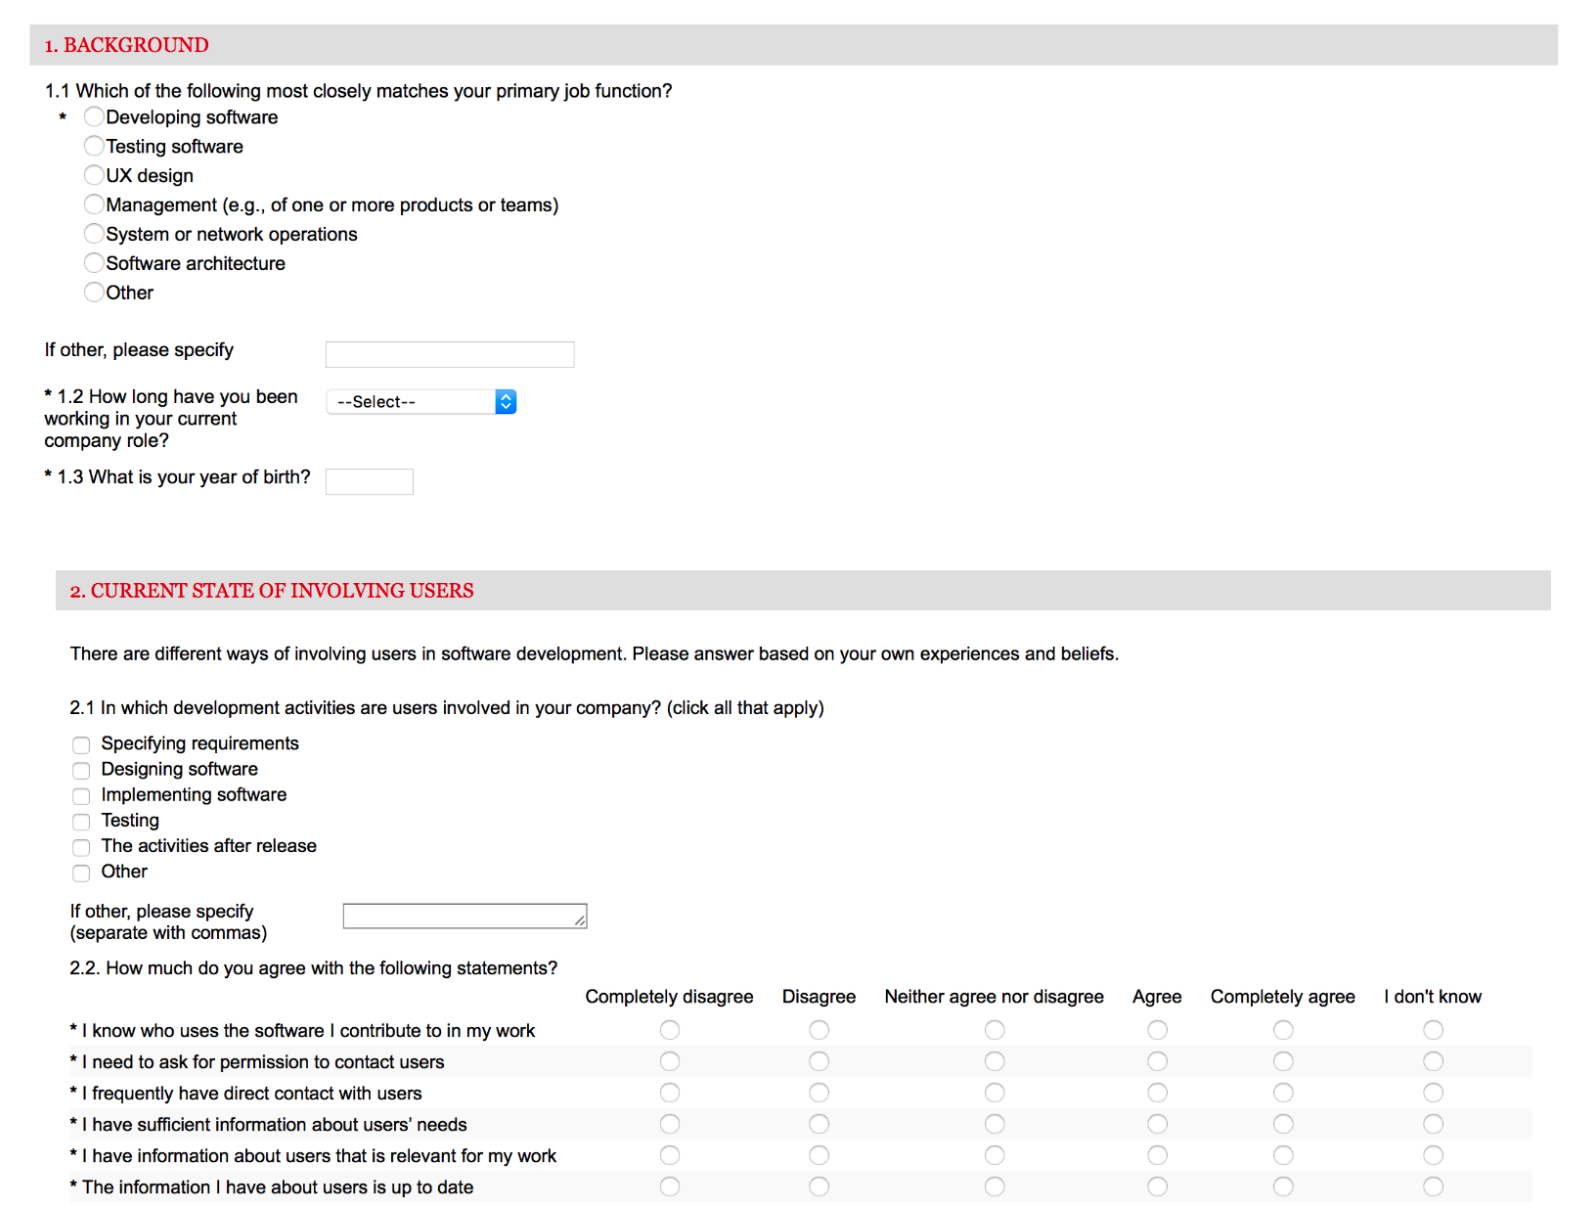 1. BACKGROUND
1.1 Which of the following most closely matches your primary job function?
* Developing software
Testing software
UX design
Management (e.g., of one or more products or teams)
System or network operations
Software architecture
Other
If other, please specify
* 1.2 How long have you been
working in your current
company role?
--Select--
* 1.3 What is your year of birth?
2. CURRENT STATE OF INVOLVING USERS
There are different ways of involving users in software development. Please answer based on your own experiences and beliefs.
2.1 In which development activities are users involved in your company? (click all that apply)
Specifying requirements
Designing software
Implementing software
Testing
The activities after release
Other
If other, please specify
(separate with commas)
2.2. How much do you agree with the following statements?
Completely disagree Disagree Neither agree nor disagree Agree Completely agree I don't know
* I know who uses the software I contribute to in my work
* I need to ask for permission to contact users
* I frequently have direct contact with users
* I have sufficient information about users' needs
* I have information about users that is relevant for my work
* The information I have about users is up to date